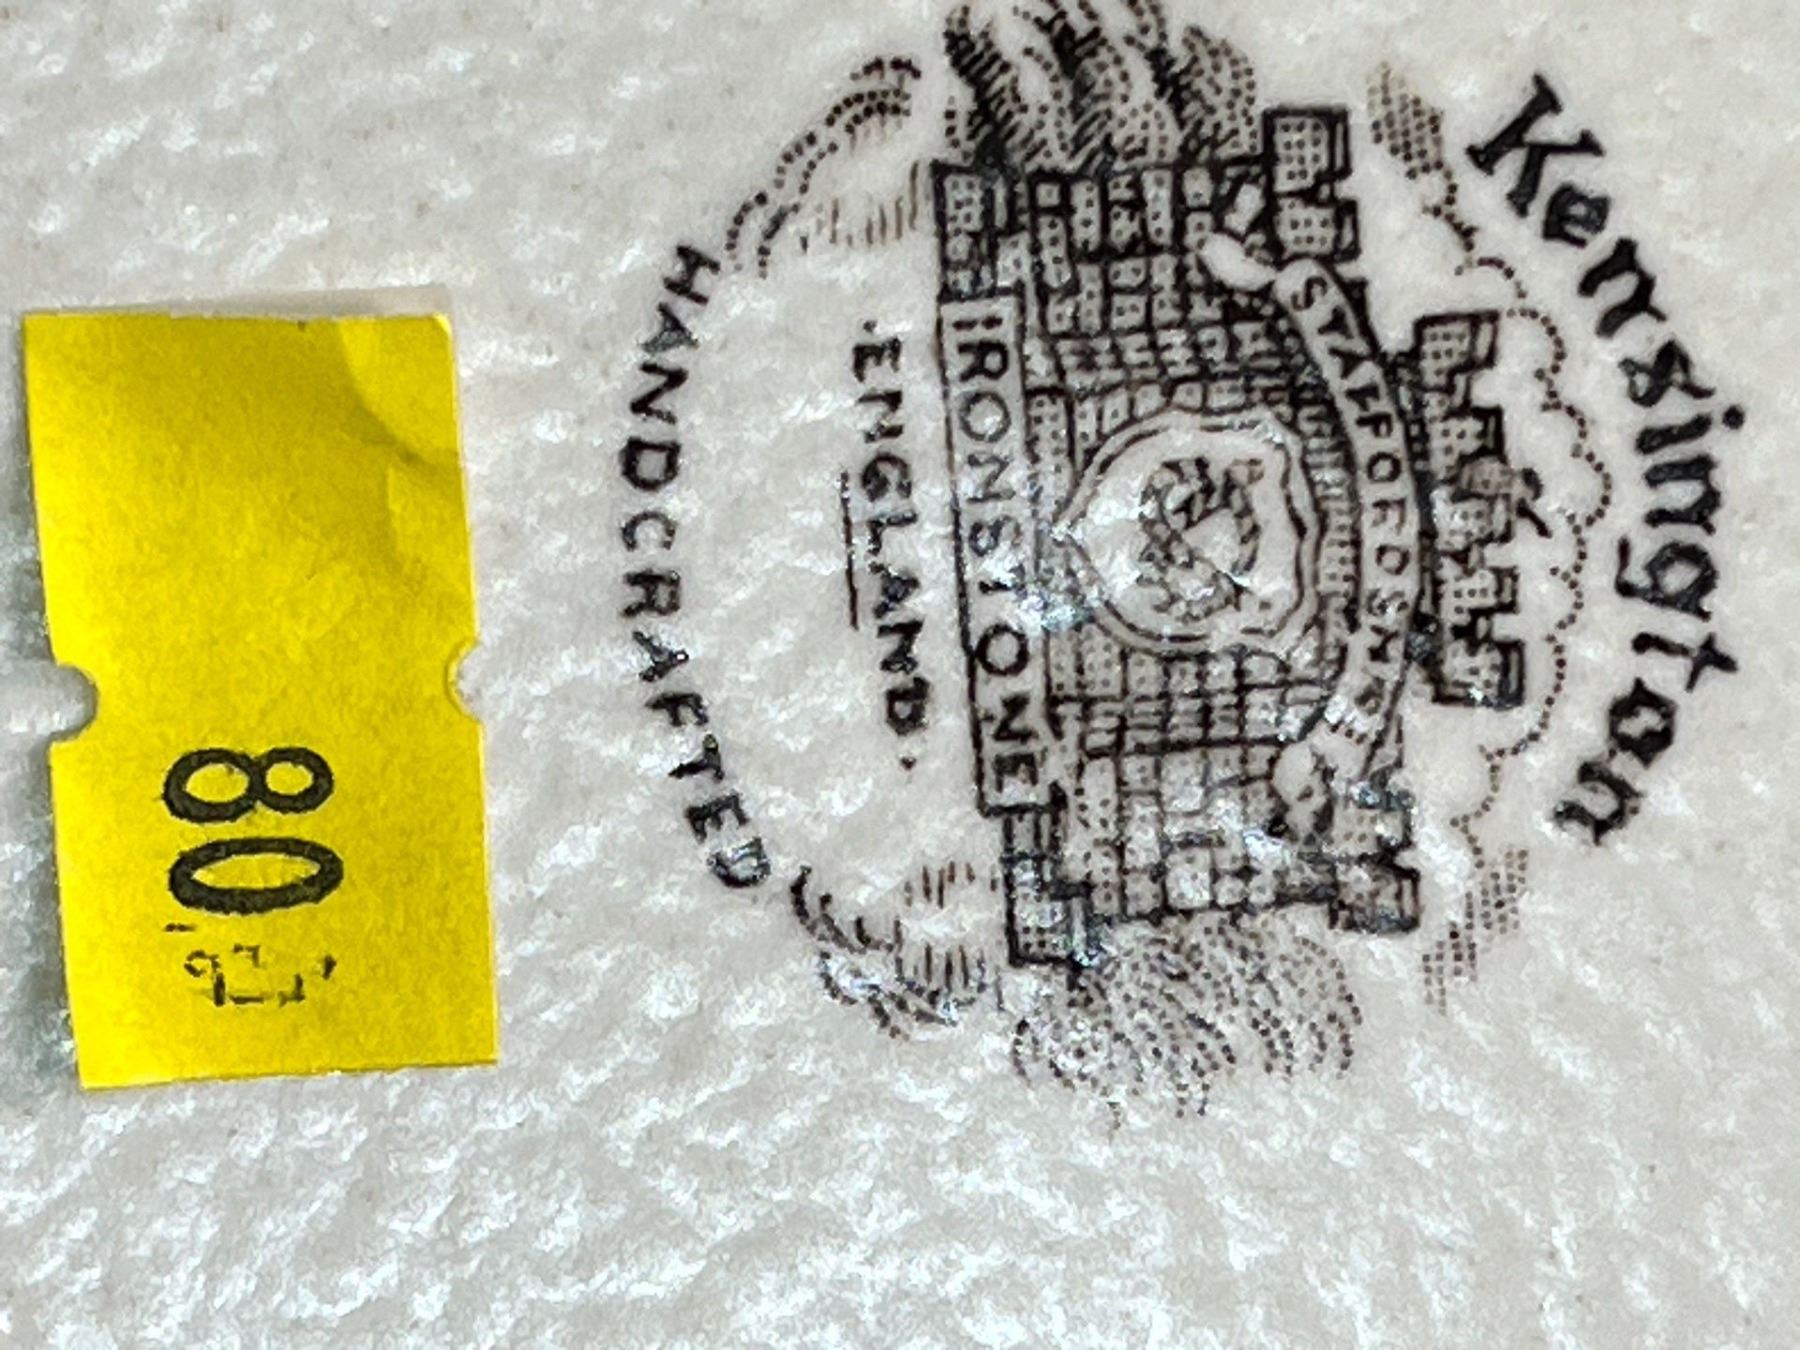 Kensington
STAFFORDSHIRE
IRONSTONE
.ENGLAND.
HANDCRAFTED
80